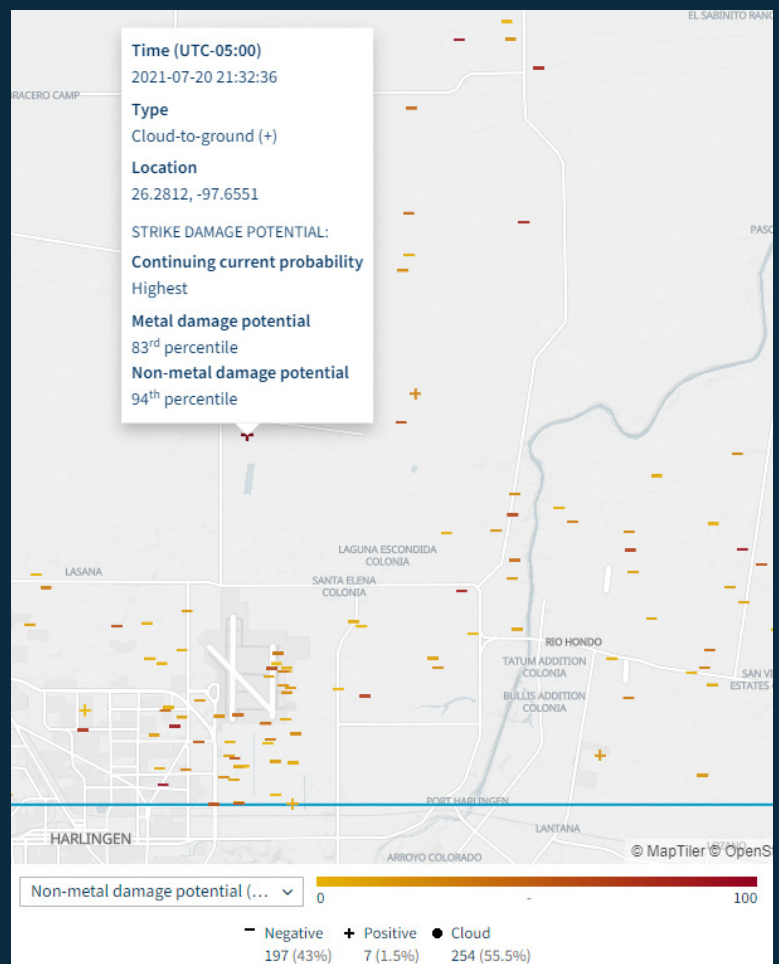 EL SABINITO RANC
Time (UTC-05:00)
2021-07-20 21:32:36
RACERO CAMP
Type
Cloud-to-ground (+)
Location
26.2812, -97.6551
STRIKE DAMAGE POTENTIAL:
PASO
Continuing current probability
Highest
Metal damage potential
83rd percentile
Non-metal damage potential
94th percentile
LAGUNA ESCONDIDA
COLONIA
LASANA
SANTA ELENA
COLONIA
RIO HONDO
TATUM ADDITION
COLONIA
SAN VI
ESTATES
BULLIS ADDITION
COLONIA
PORT HARLINGEN
HARLINGEN
LANTANA
ARROYO COLORADO
© MapTiler © OpenS
Non-metal damage potential (...
0
-
100
Negative
Positive
Cloud
197 (43%)
7 (1.5%)
254 (55.5%)